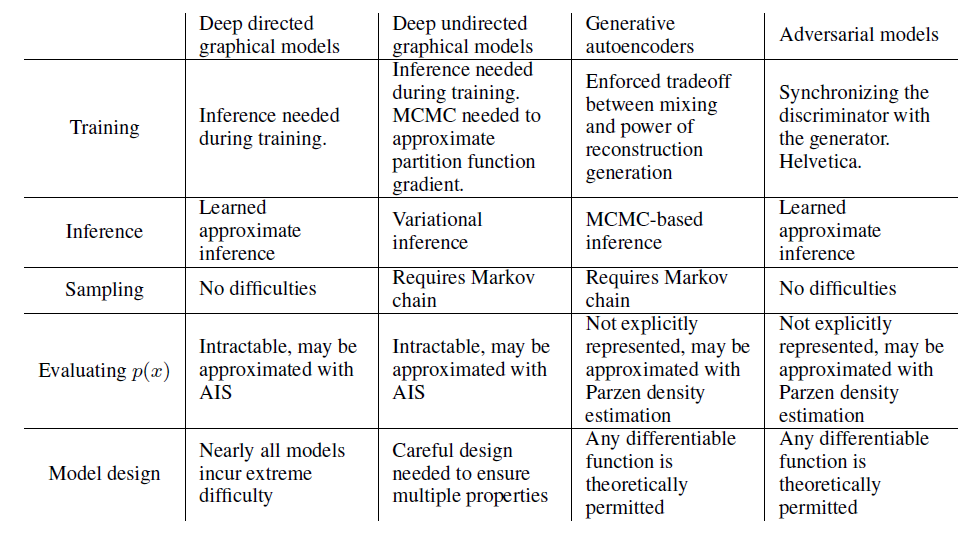 Deep directed
graphical models
Deep undirected
graphical models
Generative
autoencoders
Adversarial models
Training
Inference needed
during training.
Inference needed
during training.
MCMC needed to
approximate
partition function
gradient.
Enforced tradeoff
between mixing
and power of
reconstruction
generation
Synchronizing the
discriminator with
the generator.
Helvetica.
Inference
Learned
approximate
inference
Variational
inference
MCMC-based
inference
Learned
approximate
inference
Sampling
No difficulties
Requires Markov
chain
Requires Markov
chain
No difficulties
Evaluating p(x)
Intractable, may be
approximated with
AIS
Intractable, may be
approximated with
AIS
Not explicitly
represented, may be
approximated with
Parzen density
estimation
Not explicitly
represented, may be
approximated with
Parzen density
estimation
Model design
Nearly all models
incur extreme
difficulty
Careful design
needed to ensure
multiple properties
Any differentiable
function is
theoretically
permitted
Any differentiable
function is
theoretically
permitted